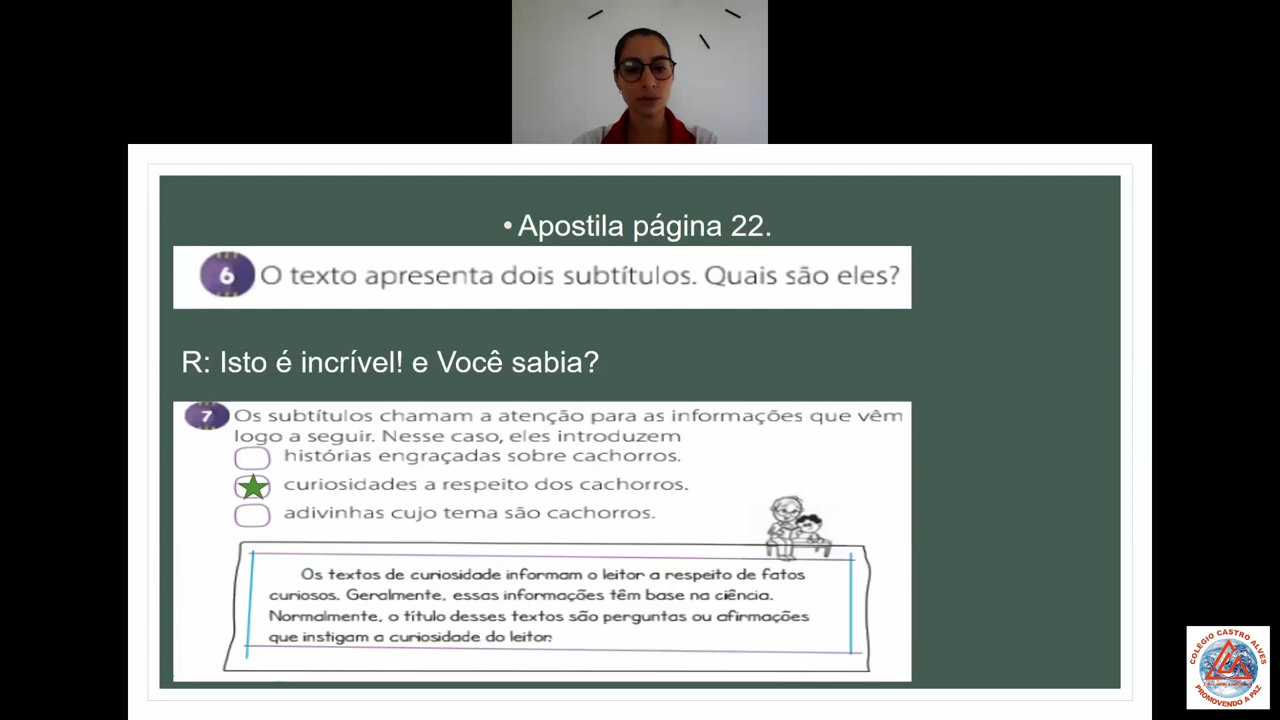 • Apostila página 22.
6 O texto apresenta dois subtítulos. Quais são eles?
R: Isto é incrível! e Você sabia?
7 Os subtítulos chamam a atenção para as informações que vêm
logo a seguir. Nesse caso, eles introduzem
histórias engraçadas sobre cachorros.
curiosidades a respeito dos cachorros.
adivinhas cujo tema são cachorros.
Os textos de curiosidade informam o leitor a respeito de fatos
curiosos. Geralmente, essas informações têm base na ciência.
Normalmente, o título desses textos são perguntas ou afirmações
que instigam a curiosidade do leitor.
COLÉGIO CASTRO ALVES
PROMOVENDO A PAZ